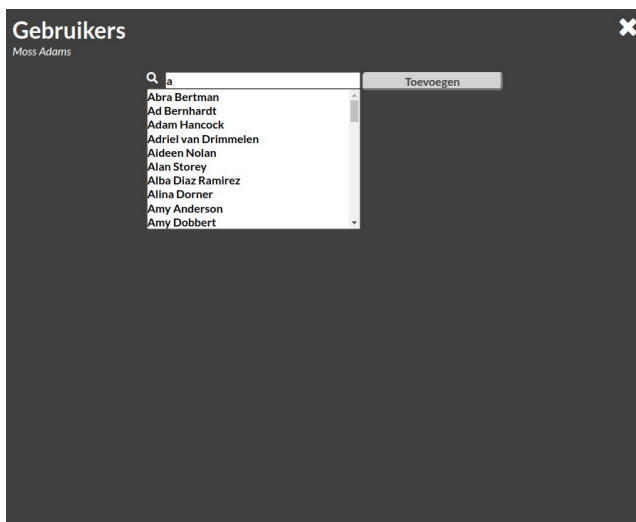 Gebruikers
Moss Adams
a
Toevoegen
Abra Bertman
Ad Bernhardt
Adam Hancock
Adriel van Drimmelen
Aideen Nolan
Alan Storey
Alba Diaz Ramirez
Alina Dorner
Amy Anderson
Amy Dobbert